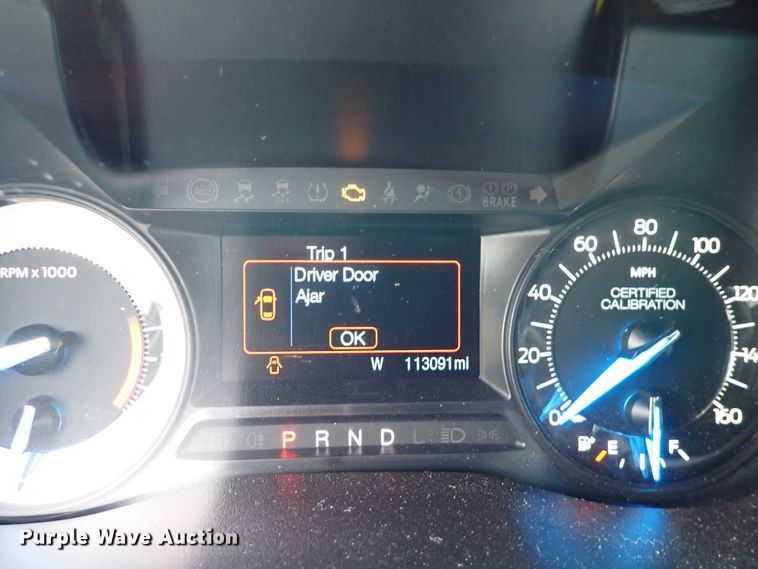 ABS
BRAKE
Trip 1
Driver Door
Ajar
OK
W 113091mi
RPM x 1000
0 20 40 60 80 100 120 140 160
MPH
CERTIFIED
CALIBRATION
E F
P R N D L
Purple Wave Auction